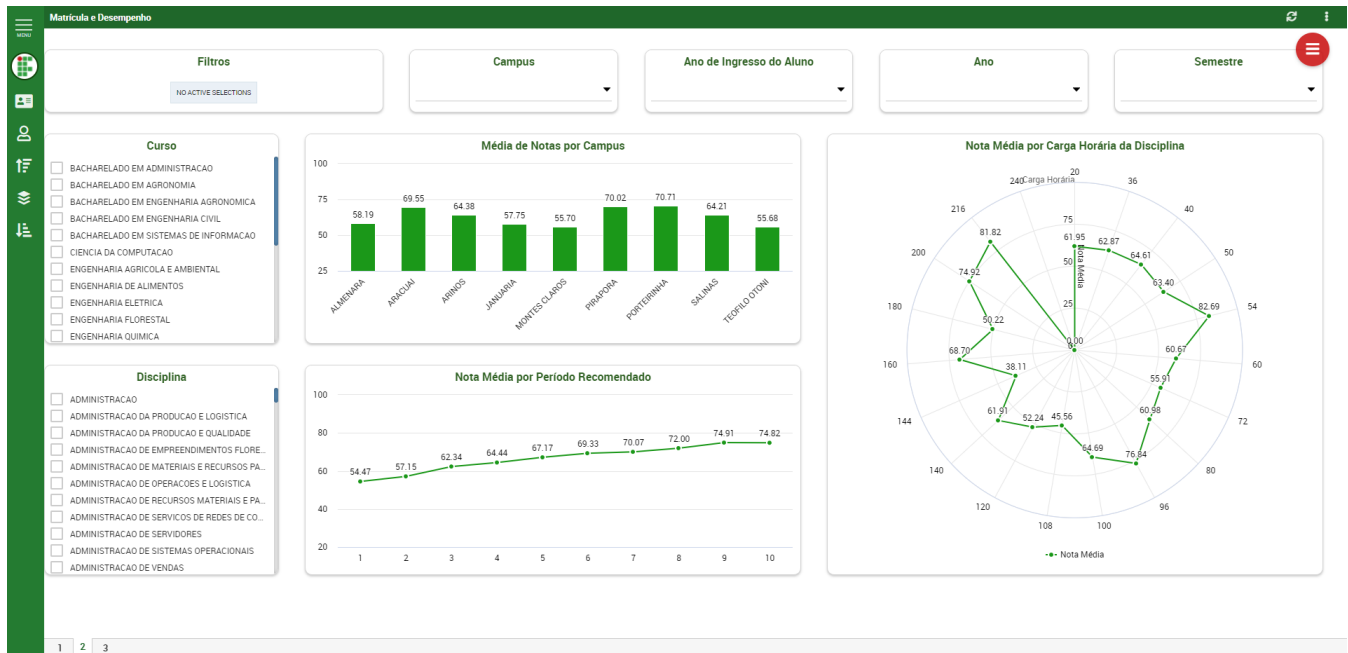 Matrícula e Desempenho
MENU
Filtros
NO ACTIVE SELECTIONS
Campus
Ano de Ingresso do Aluno
Ano
Semestre
Curso
BACHARELADO EM ADMINISTRACAO
BACHARELADO EM AGRONOMIA
BACHARELADO EM ENGENHARIA AGRONOMICA
BACHARELADO EM ENGENHARIA CIVIL
BACHARELADO EM SISTEMAS DE INFORMACAO
CIENCIA DA COMPUTACAO
ENGENHARIA AGRICOLA E AMBIENTAL
ENGENHARIA DE ALIMENTOS
ENGENHARIA ELETRICA
ENGENHARIA FLORESTAL
ENGENHARIA QUIMICA
Média de Notas por Campus
100
75
50
25
58.19
69.55
64.38
57.75
55.70
70.02
70.71
64.21
55.68
ALMENARA
ARACUAI
ARINOS
JANUARIA
MONTES CLAROS
PIRAPORA
PORTEIRINHA
SALINAS
TEOFILO OTONI
Nota Média por Carga Horária da Disciplina
Carga Horária
20
36
40
50
54
60
72
80
96
100
108
120
140
144
160
180
200
216
240
75
50
25
0
Nota Média
61.95
62.87
64.61
63.40
82.69
60.67
55.91
60.98
76.84
64.69
45.56
52.24
61.91
38.11
68.70
50.22
74.92
81.82
0.00
Nota Média
Disciplina
ADMINISTRACAO
ADMINISTRACAO DA PRODUCAO E LOGISTICA
ADMINISTRACAO DA PRODUCAO E QUALIDADE
ADMINISTRACAO DE EMPREENDIMENTOS FLORE...
ADMINISTRACAO DE MATERIAIS E RECURSOS PA...
ADMINISTRACAO DE OPERACOES E LOGISTICA
ADMINISTRACAO DE RECURSOS MATERIAIS E PA...
ADMINISTRACAO DE SERVICOS DE REDES DE CO...
ADMINISTRACAO DE SERVIDORES
ADMINISTRACAO DE SISTEMAS OPERACIONAIS
ADMINISTRACAO DE VENDAS
Nota Média por Período Recomendado
100
80
60
40
20
54.47
57.15
62.34
64.44
67.17
69.33
70.07
72.00
74.91
74.82
1 2 3 4 5 6 7 8 9 10
1 2 3